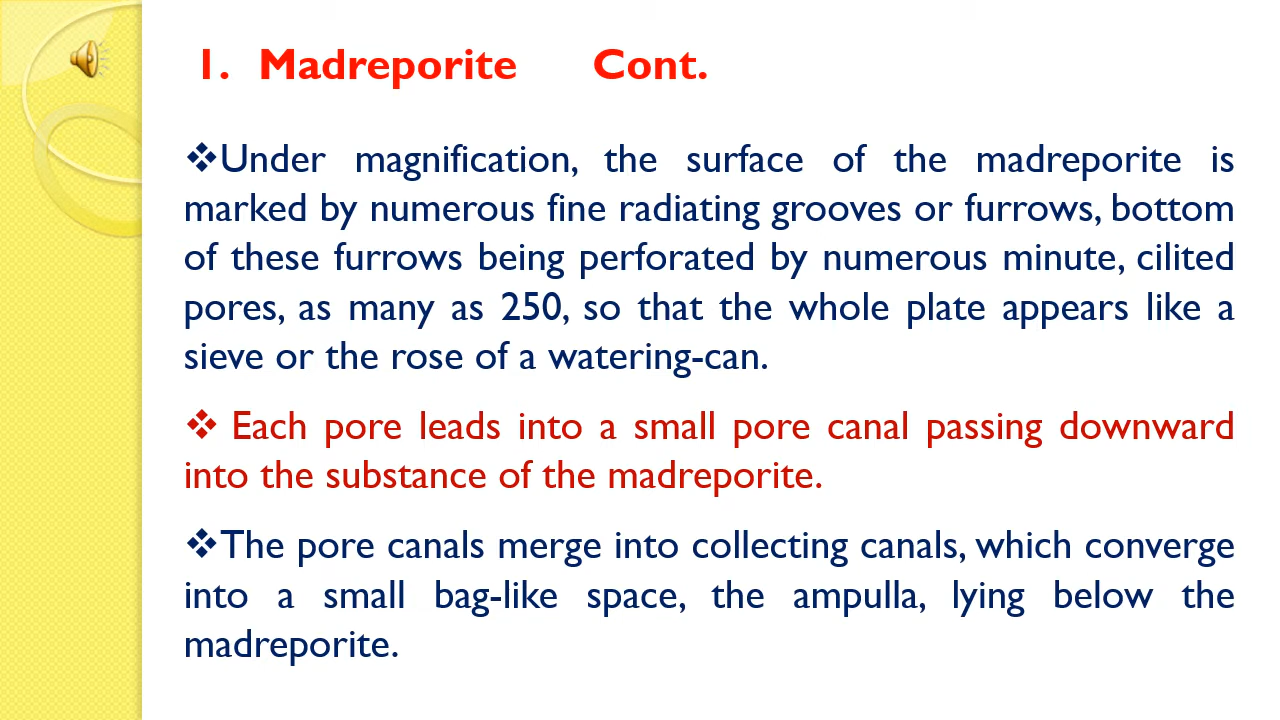 1. Madreporite Cont.
❖Under magnification, the surface of the madreporite is
marked by numerous fine radiating grooves or furrows, bottom
of these furrows being perforated by numerous minute, cilited
pores, as many as 250, so that the whole plate appears like a
sieve or the rose of a watering-can.
❖ Each pore leads into a small pore canal passing downward
into the substance of the madreporite.
❖The pore canals merge into collecting canals, which converge
into a small bag-like space, the ampulla, lying below the
madreporite.